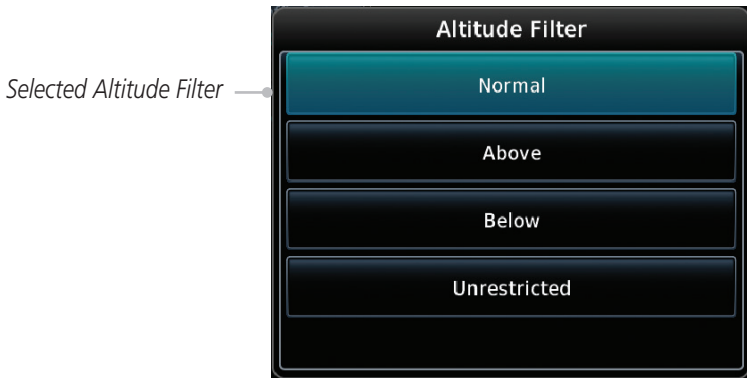 Altitude Filter
Selected Altitude Filter
Normal
Above
Below
Unrestricted